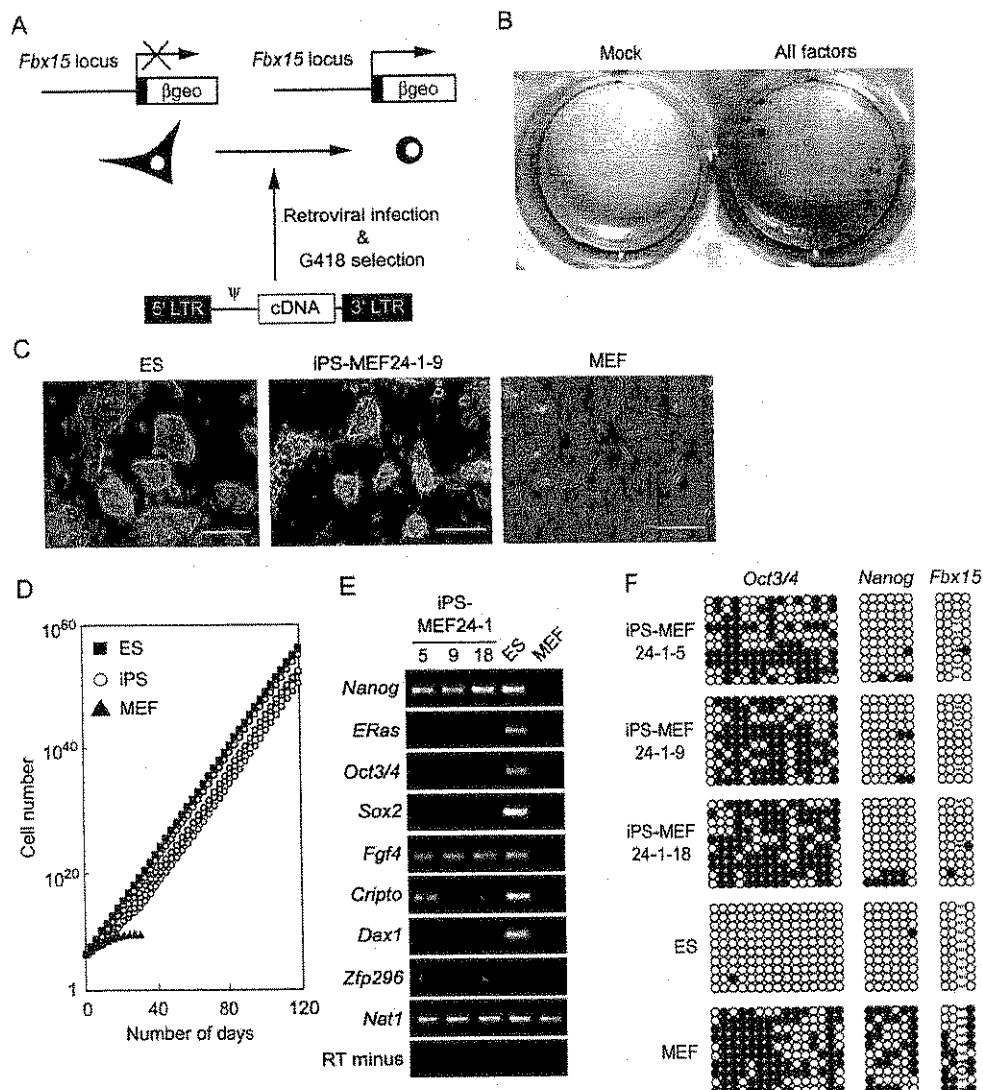 A
Fbx15 locus
βgeo
Fbx15 locus
βgeo
Retroviral infection
&
G418 selection
ψ
5' LTR
cDNA
3' LTR
B
Mock
All factors
C
ES
iPS-MEF24-1-9
MEF
D
10^60
10^40
10^20
1
Cell number
ES
iPS
MEF
0
40
80
120
Number of days
E
iPS-
MEF24-1
5 9 18 ES MEF
Nanog
ERas
Oct3/4
Sox2
Fgf4
Cripto
Dax1
Zfp296
Nat1
RT minus
F
Oct3/4 Nanog Fbx15
iPS-MEF
24-1-5
iPS-MEF
24-1-9
iPS-MEF
24-1-18
ES
MEF